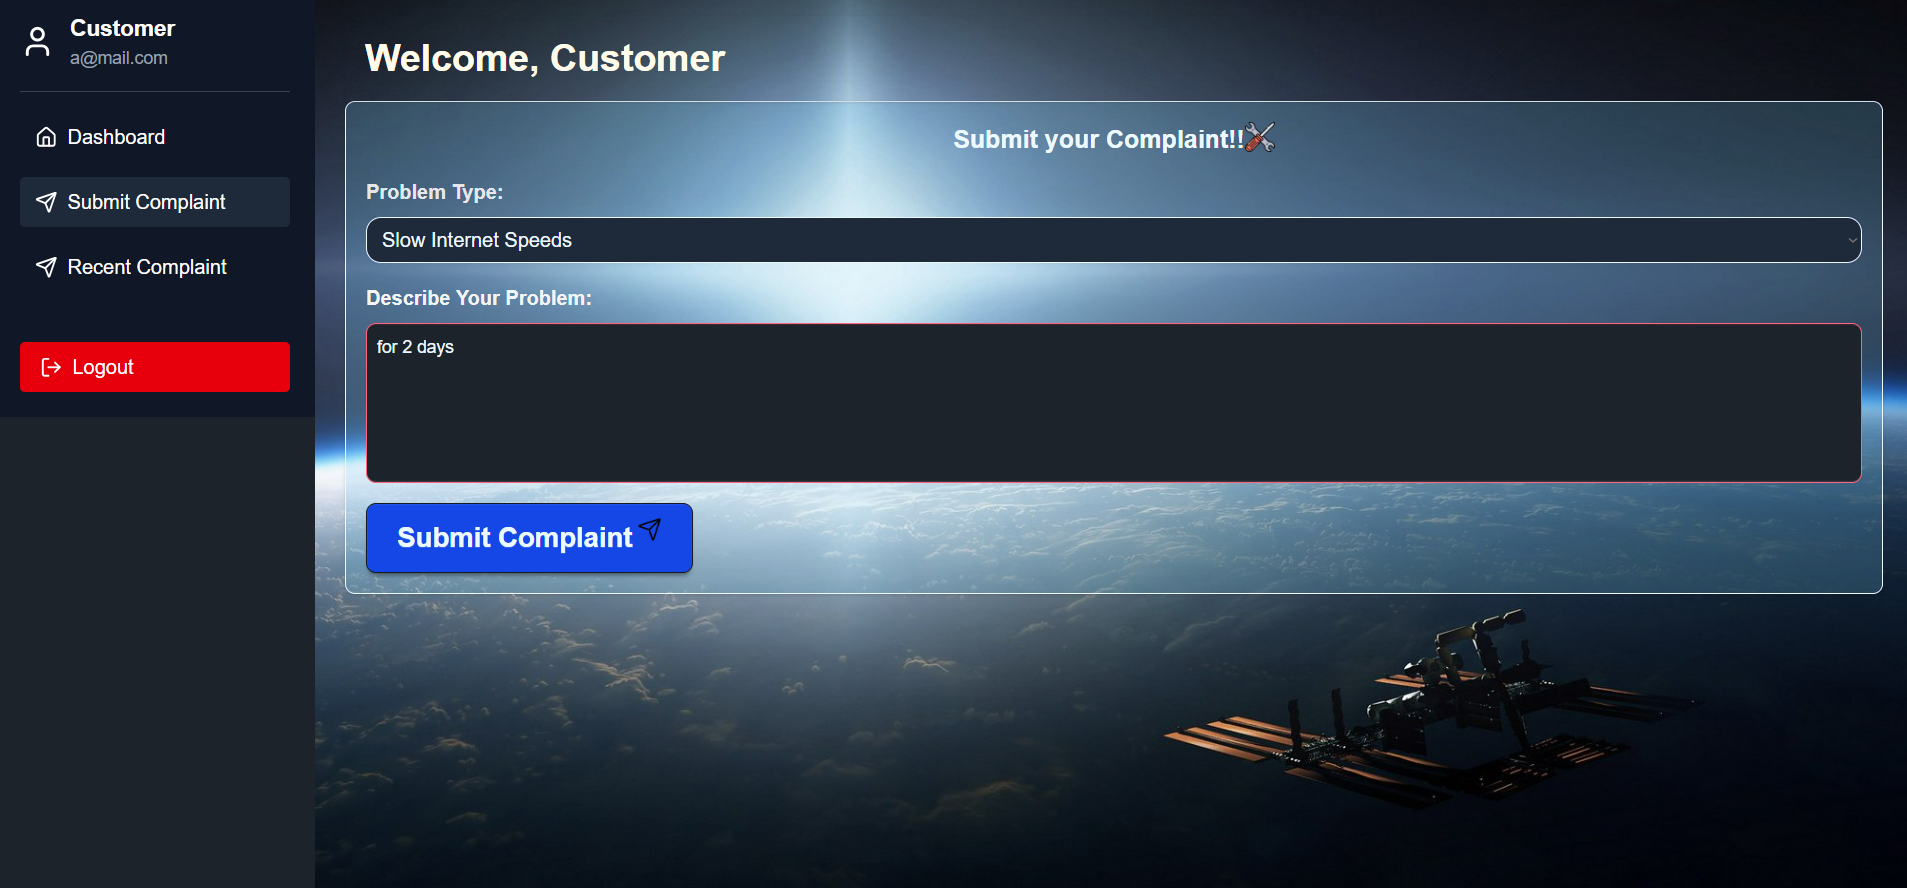 Customer
a@mail.com
Dashboard
Submit Complaint
Recent Complaint
Logout
Welcome, Customer
Submit your Complaint!!
Problem Type:
Slow Internet Speeds
Describe Your Problem:
for 2 days
Submit Complaint